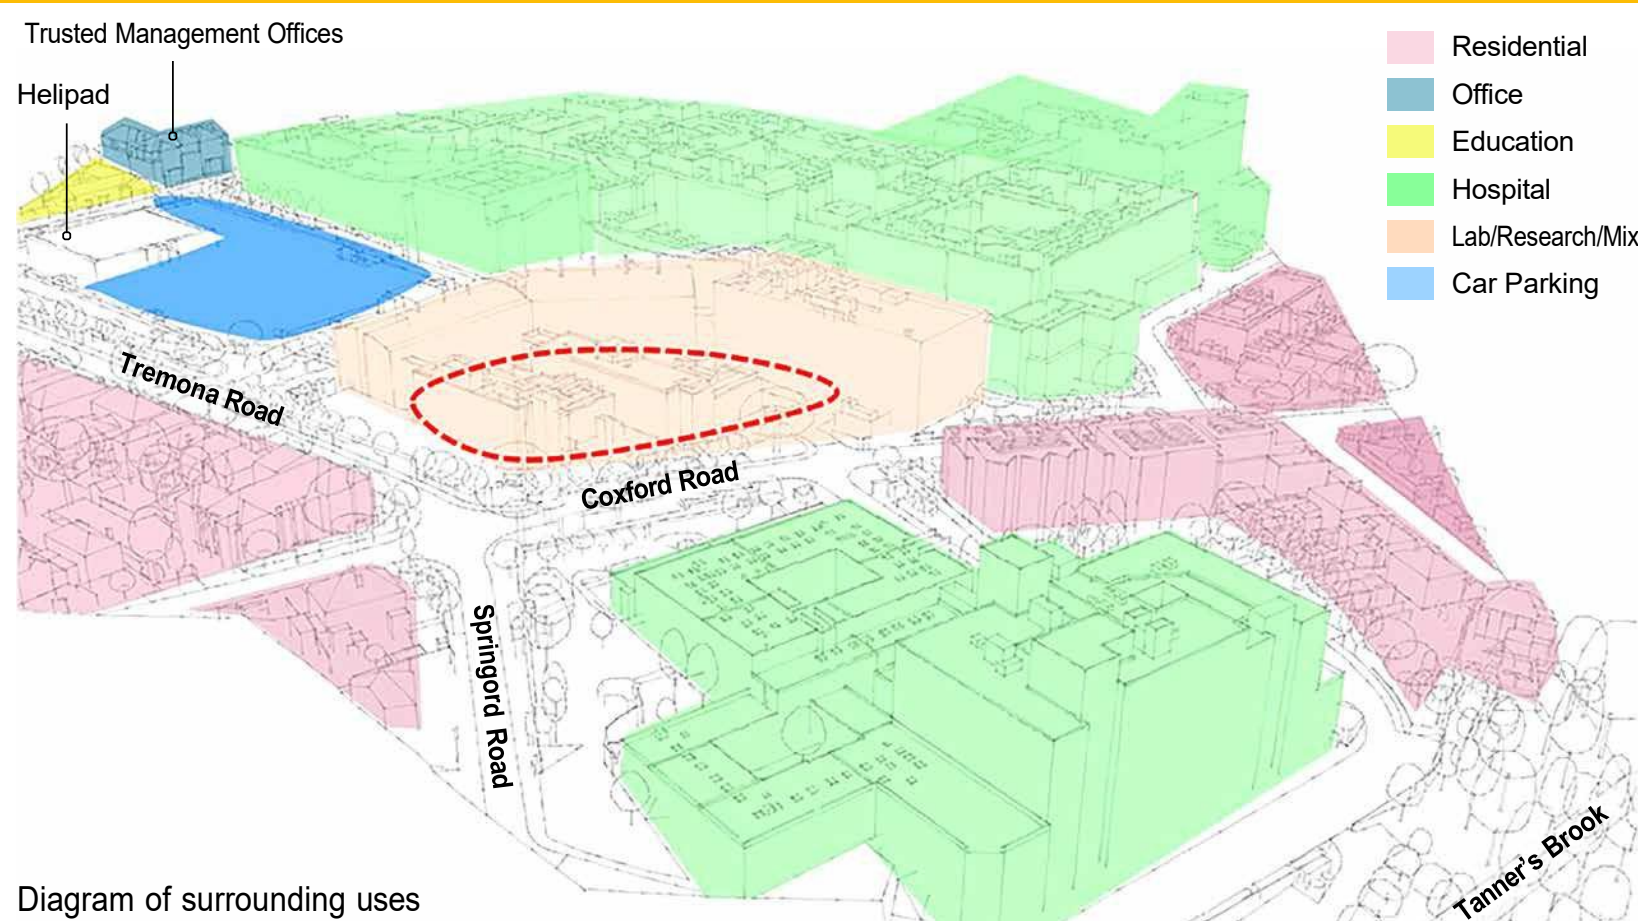 Trusted Management Offices
Helipad
Residential
Office
Education
Hospital
Lab/Research/Mix
Car Parking
Tremona Road
Coxford Road
Springord Road
Tanner's Brook
Diagram of surrounding uses